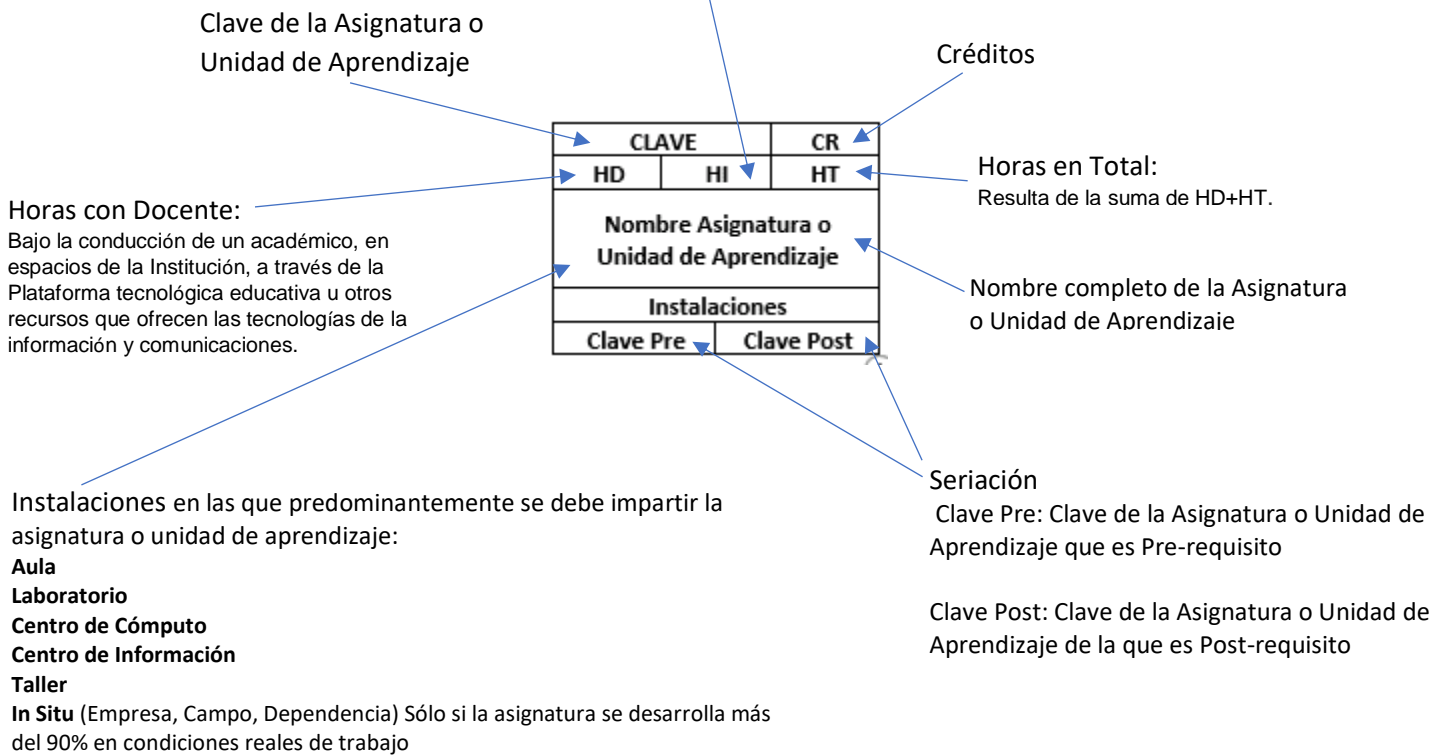 Clave de la Asignatura o
Unidad de Aprendizaje
Créditos
CLAVE CR
HD HI HT
Nombre Asignatura o
Unidad de Aprendizaje
Instalaciones
Clave Pre Clave Post
Horas con Docente:
Bajo la conducción de un académico, en
espacios de la Institución, a través de la
Plataforma tecnológica educativa u otros
recursos que ofrecen las tecnologías de la
información y comunicaciones.
Horas en Total:
Resulta de la suma de HD+HT.
Nombre completo de la Asignatura
o Unidad de Aprendizaje
Instalaciones en las que predominantemente se debe impartir la
asignatura o unidad de aprendizaje:
Aula
Laboratorio
Centro de Cómputo
Centro de Información
Taller
In Situ (Empresa, Campo, Dependencia) Sólo si la asignatura se desarrolla más
del 90% en condiciones reales de trabajo
Seriación
Clave Pre: Clave de la Asignatura o Unidad de
Aprendizaje que es Pre-requisito
Clave Post: Clave de la Asignatura o Unidad de
Aprendizaje de la que es Post-requisito